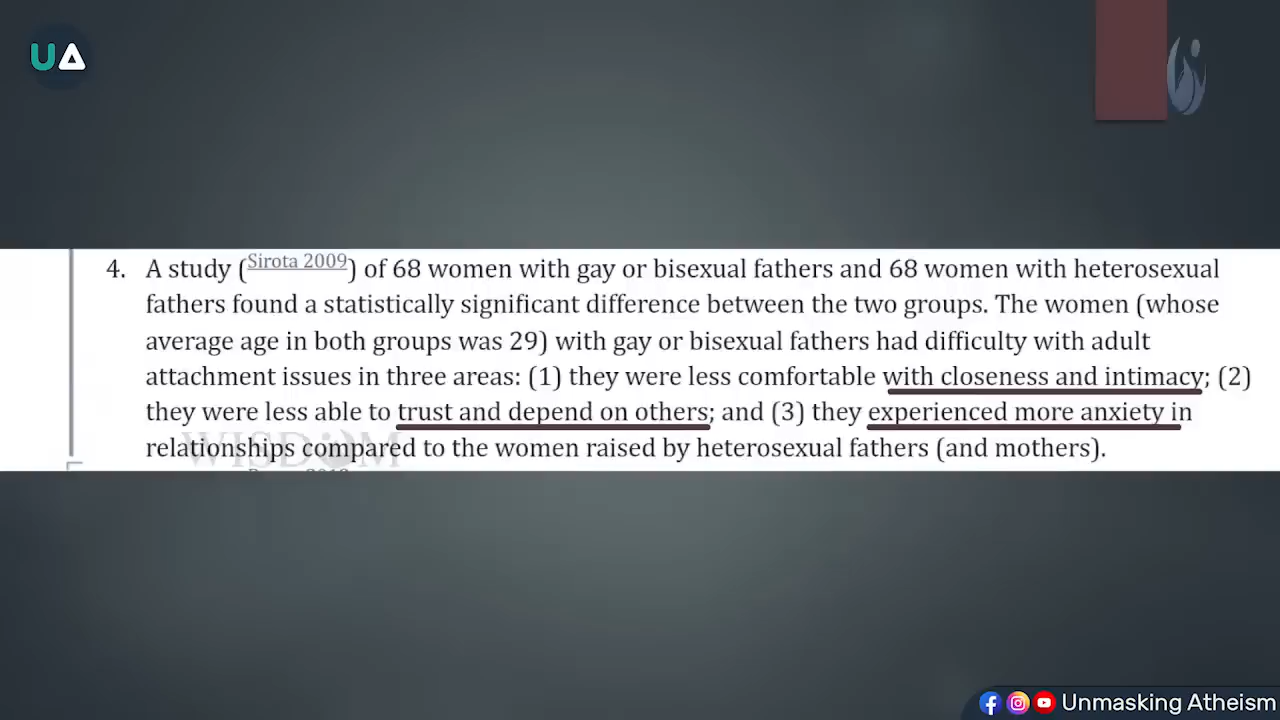 UA
4. A study (Sirota 2009) of 68 women with gay or bisexual fathers and 68 women with heterosexual
fathers found a statistically significant difference between the two groups. The women (whose
average age in both groups was 29) with gay or bisexual fathers had difficulty with adult
attachment issues in three areas: (1) they were less comfortable with closeness and intimacy; (2)
they were less able to trust and depend on others; and (3) they experienced more anxiety in
relationships compared to the women raised by heterosexual fathers (and mothers).
WISDOM
Unmasking Atheism